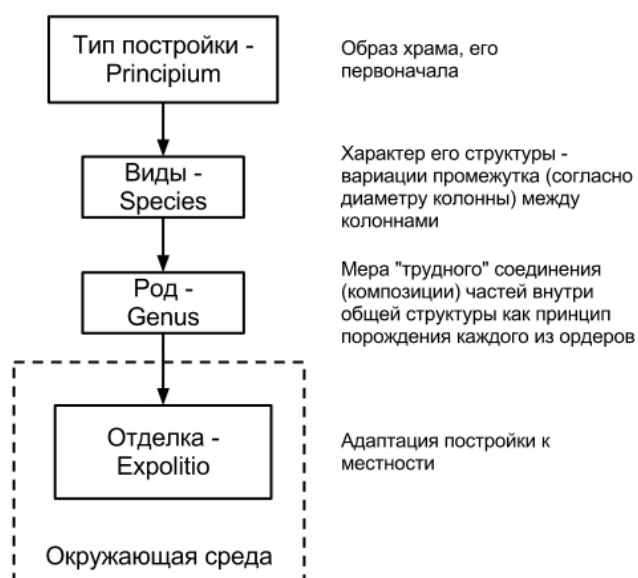 Тип постройки -
Principium
Образ храма, его
первоначала
Виды -
Species
Характер его структуры -
вариации промежутка (согласно
диаметру колонны) между
колоннами
Род -
Genus
Мера "трудного" соединения
(композиции) частей внутри
общей структуры как принцип
порождения каждого из ордеров
Отделка -
Expolitio
Адаптация постройки к
местности
Окружающая среда